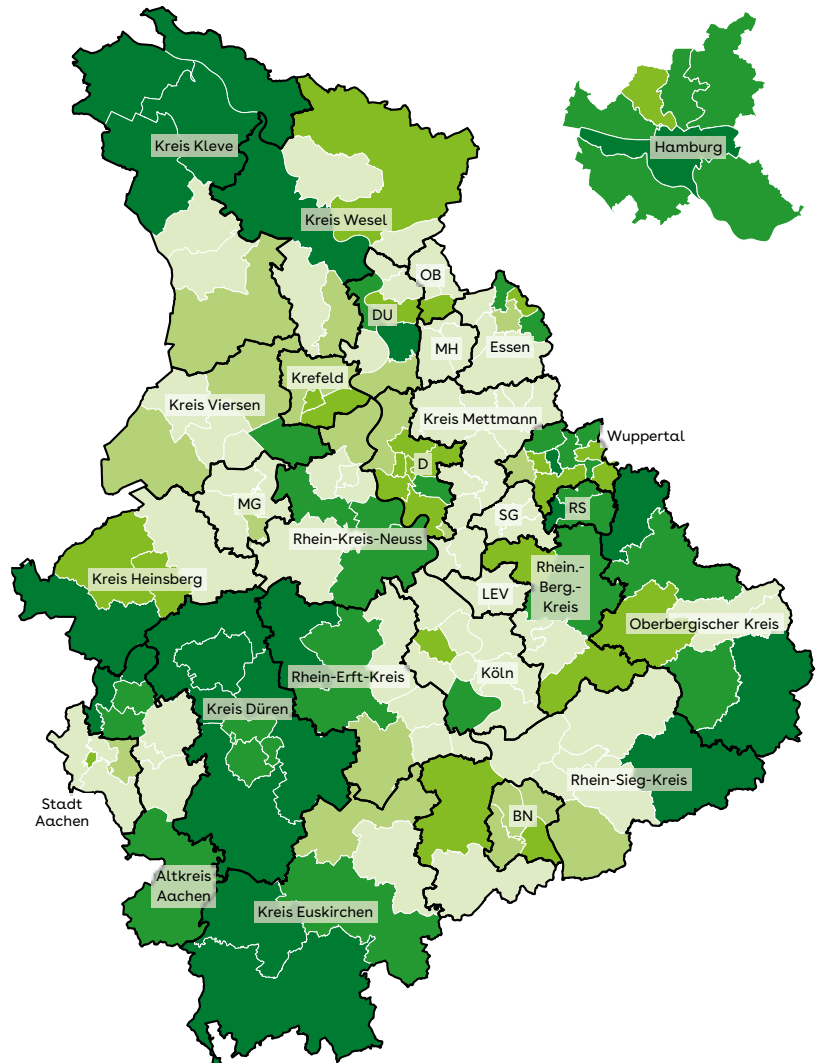 Kreis Kleve
Hamburg
Kreis Wesel
OB
DU
MH
Essen
Krefeld
Kreis Viersen
Kreis Mettmann
Wuppertal
D
MG
SG
RS
Rhein-Kreis-Neuss
Kreis Heinsberg
Rhein.-
Berg.-
Kreis
LEV
Oberbergischer Kreis
Rhein-Erft-Kreis
Köln
Kreis Düren
Rhein-Sieg-Kreis
Stadt
Aachen
BN
Altkreis
Aachen
Kreis Euskirchen